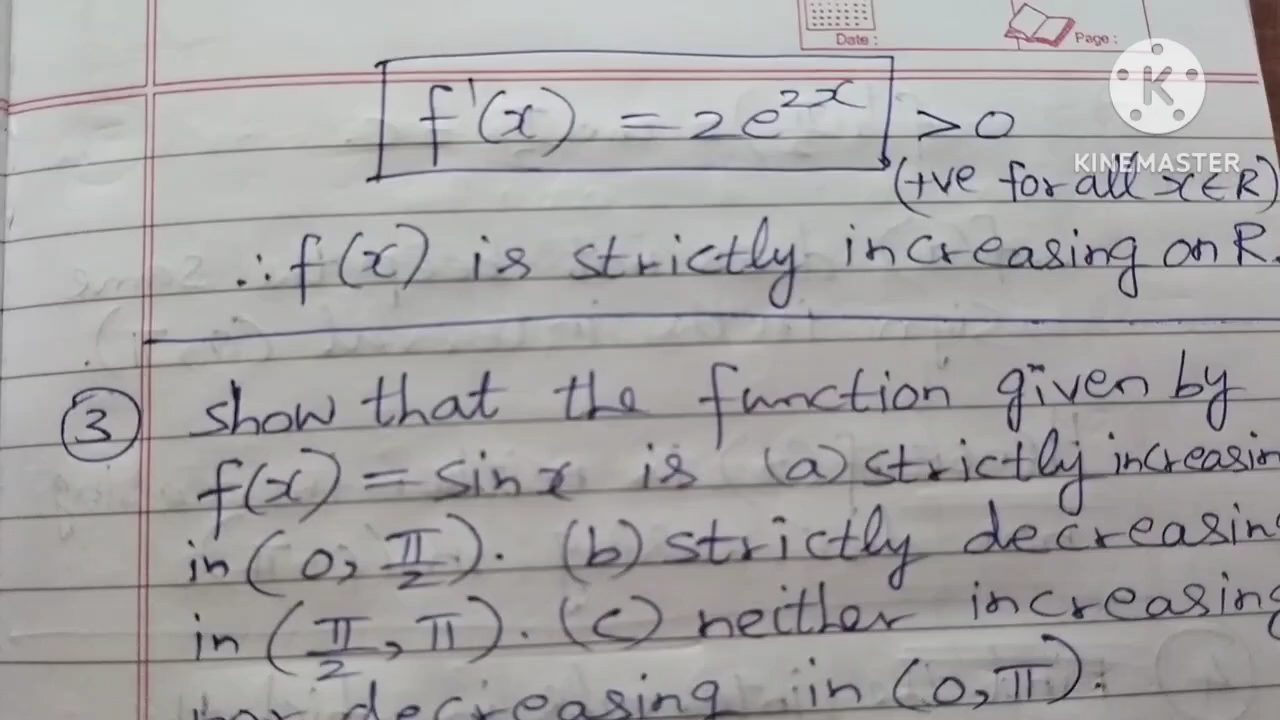 Date :
Page :
f'(x) = 2e^{2x} > 0
KINEMASTER
(+ve for all x∈R)
∴ f(x) is strictly increasing on R.
3 show that the function given by
f(x) = sin x is (a) strictly increasin
in (0, π/2). (b) strictly decreasin
in (π/2, π). (c) neither increasing
nor decreasing in (0, π).